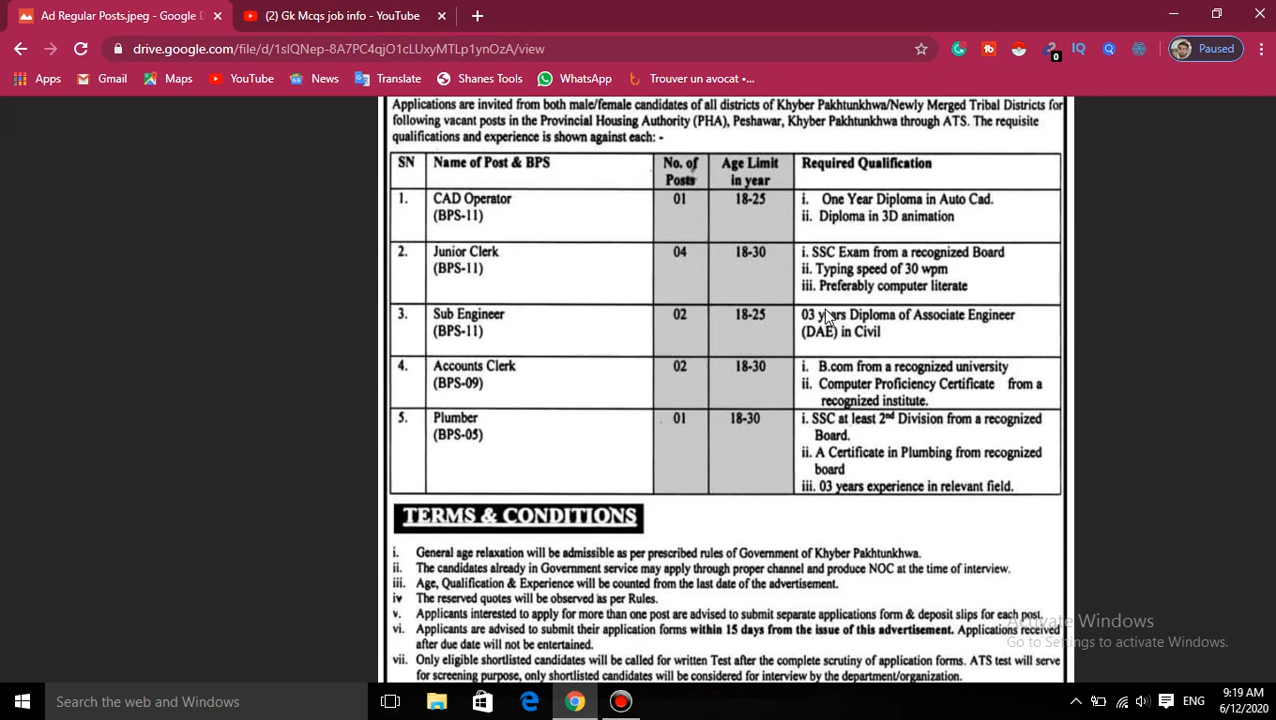 Ad Regular Posts.jpeg - Google D
(2) Gk Mcqs job info - YouTube
drive.google.com/file/d/1slQNep-8A7PC4qjO1cLUxyMTLp1ynOzA/view
Paused
Apps Gmail Maps YouTube News Translate Shanes Tools WhatsApp Trouver un avocat •...
Applications are invited from both male/female candidates of all districts of Khyber Pakhtunkhwa/Newly Merged Tribal Districts for
following vacant posts in the Provincial Housing Authority (PHA), Peshawar, Khyber Pakhtunkhwa through ATS. The requisite
qualifications and experience is shown against each: -
SN Name of Post & BPS No. of Posts Age Limit in year Required Qualification
1. CAD Operator 01 18-25 i. One Year Diploma in Auto Cad.
(BPS-11) ii. Diploma in 3D animation
2. Junior Clerk 04 18-30 i. SSC Exam from a recognized Board
(BPS-11) ii. Typing speed of 30 wpm
iii. Preferably computer literate
3. Sub Engineer 02 18-25 03 years Diploma of Associate Engineer
(BPS-11) (DAE) in Civil
4. Accounts Clerk 02 18-30 i. B.com from a recognized university
(BPS-09) ii. Computer Proficiency Certificate from a
recognized institute.
5. Plumber 01 18-30 i. SSC at least 2nd Division from a recognized
(BPS-05) Board.
ii. A Certificate in Plumbing from recognized
board
iii. 03 years experience in relevant field.
TERMS & CONDITIONS
i. General age relaxation will be admissible as per prescribed rules of Government of Khyber Pakhtunkhwa.
ii. The candidates already in Government service may apply through proper channel and produce NOC at the time of interview.
iii. Age, Qualification & Experience will be counted from the last date of the advertisement.
iv The reserved quotes will be observed as per Rules.
v. Applicants interested to apply for more than one post are advised to submit separate applications form & deposit slips for each post.
vi. Applicants are advised to submit their application forms within 15 days from the issue of this advertisement. Applications received
after due date will not be entertained.
vii. Only eligible shortlisted candidates will be called for written Test after the complete scrutiny of application forms. ATS test will serve
for screening purpose, only shortlisted candidates will be considered for interview by the department/organization.
Activate Windows
Go to Settings to activate Windows.
Search the web and Windows
ENG
9:19 AM
6/12/2020